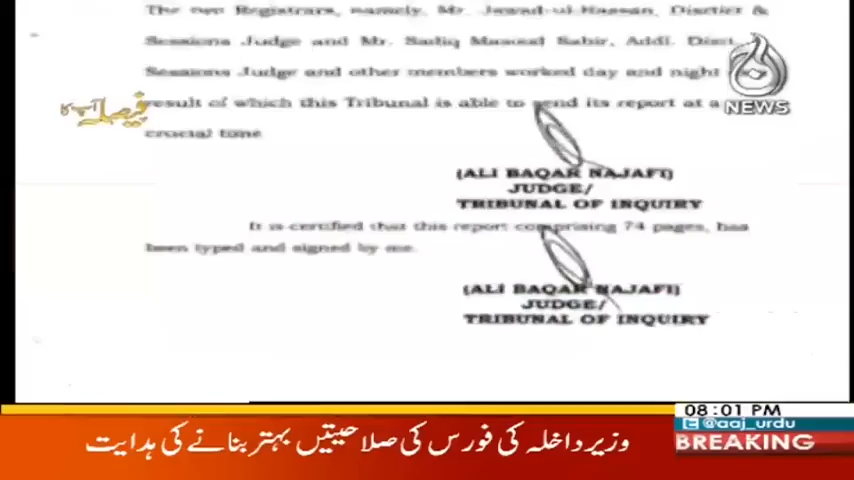 The two Registrars, namely, Mr. Jawad-ul-Hassan, District &
Sessions Judge and Mr. Sadiq Masood Sabir, Addl. Distt.
Sessions Judge and other members worked day and night
result of which this Tribunal is able to send its report at a
crucial time
(ALI BAQAR NAJAFI)
JUDGE/
TRIBUNAL OF INQUIRY
It is certified that this report comprising 74 pages, has
been typed and signed by me.
(ALI BAQAR NAJAFI)
JUDGE/
TRIBUNAL OF INQUIRY
فیصلہ آپ کا
NEWS
08:01 PM
@aaj_urdu
BREAKING
وزیر داخلہ کی فورس کی صلاحیتیں بہتر بنانے کی ہدایت